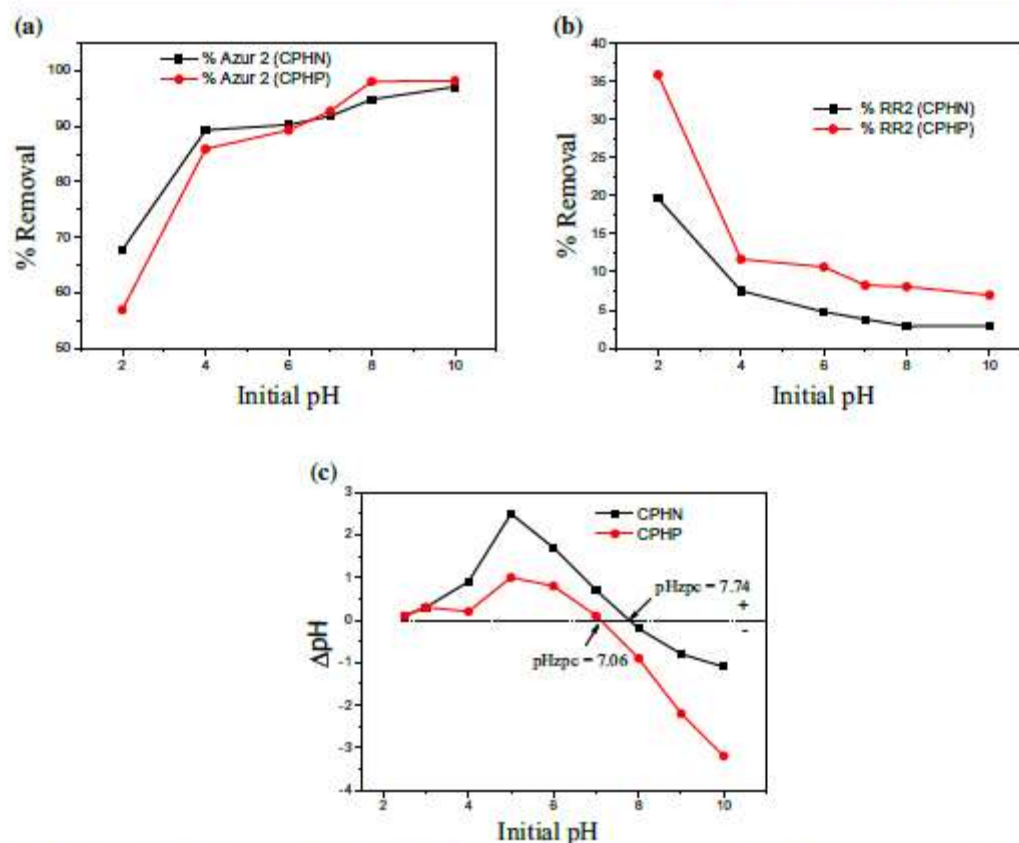 (a)
% Azur 2 (CPHN)
% Azur 2 (CPHP)
% Removal
100
90
80
70
60
50
2 4 6 8 10
Initial pH
(b)
% RR2 (CPHN)
% RR2 (CPHP)
% Removal
40
35
30
25
20
15
10
5
0
2 4 6 8 10
Initial pH
(c)
CPHN
CPHP
ΔpH
3
2
1
0
-1
-2
-3
-4
pHzpc = 7.74
+
-
pHzpc = 7.06
2 4 6 8 10
Initial pH